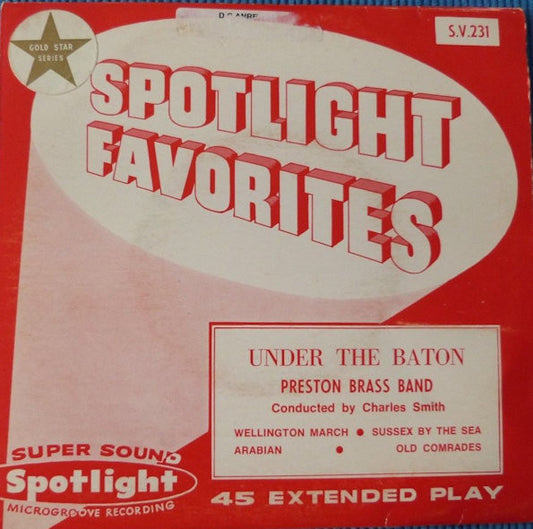 S.V.231
GOLD STAR
SERIES
SPOTLIGHT
FAVORITES
UNDER THE BATON
PRESTON BRASS BAND
Conducted by Charles Smith
WELLINGTON MARCH ● SUSSEX BY THE SEA
ARABIAN ● OLD COMRADES
SUPER SOUND
Spotlight
MICROGROOVE RECORDING
45 EXTENDED PLAY